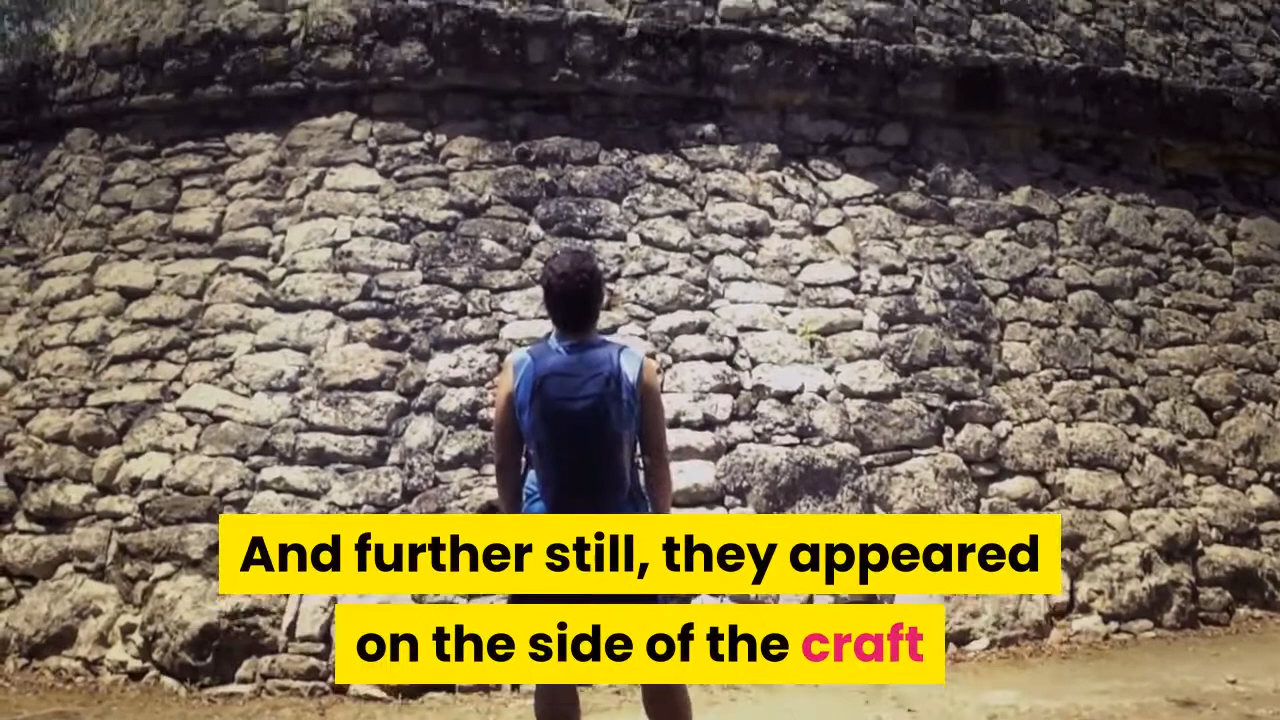 And further still, they appeared
on the side of the craft